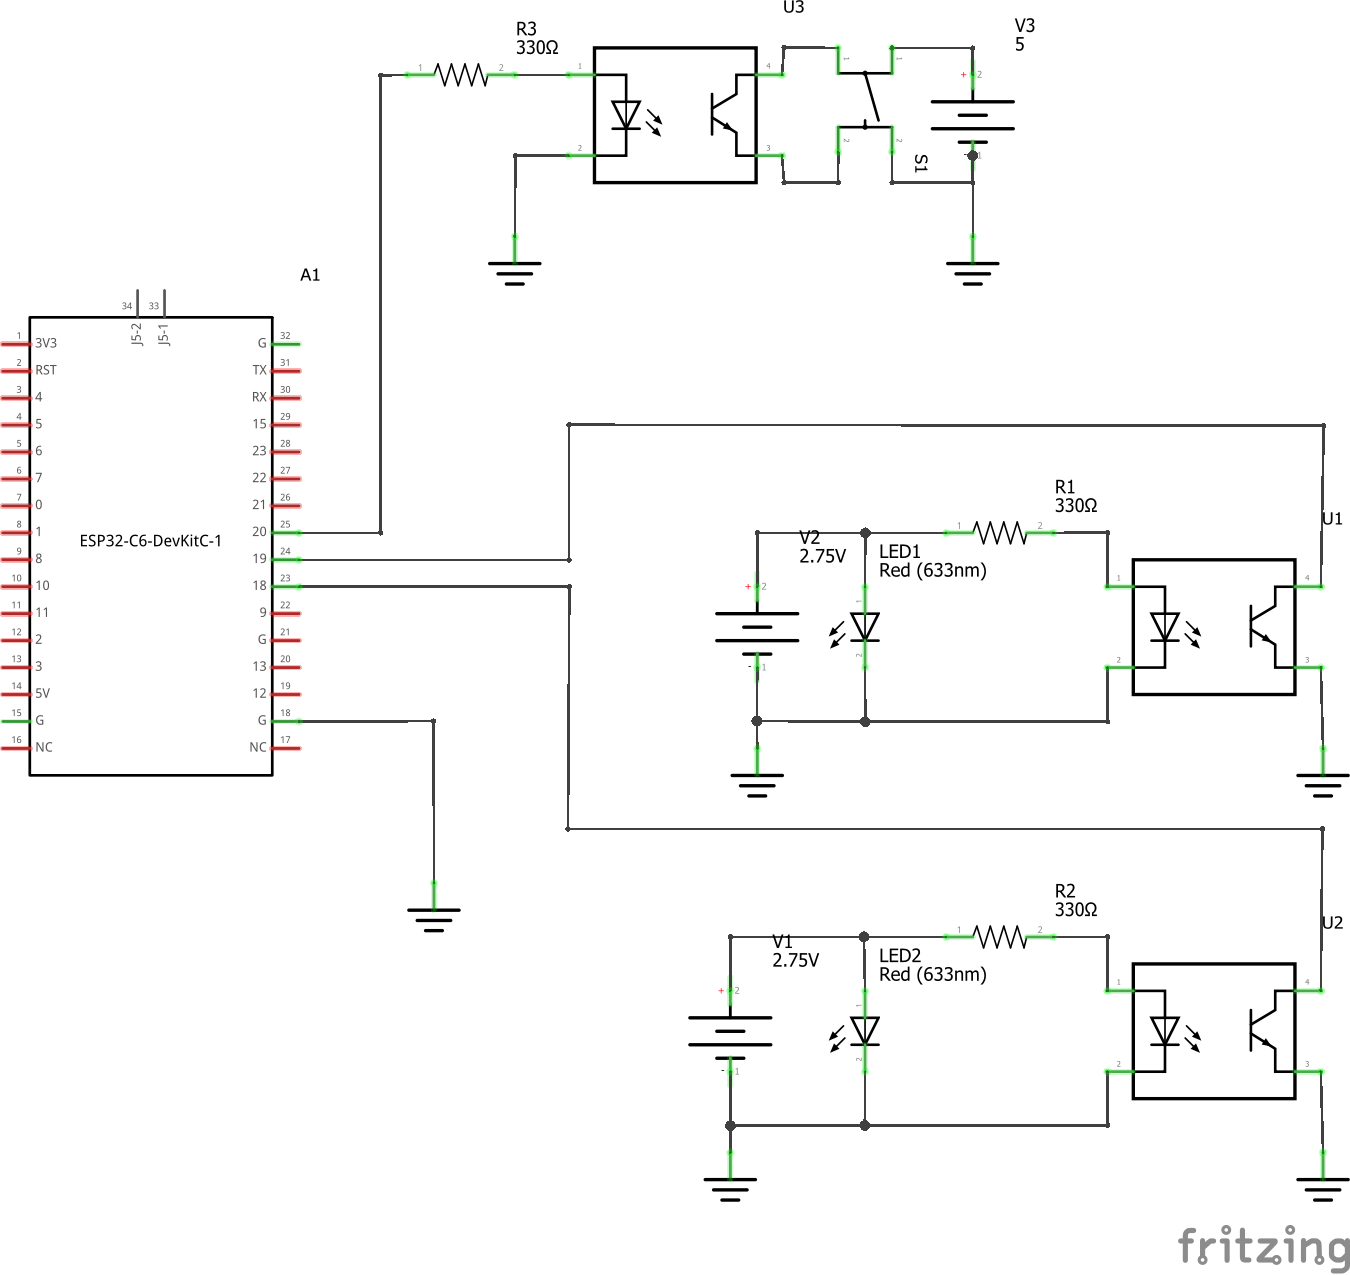 U3
R3
330Ω
V3
5
1
2
1
2
4
3
1
1
2
2
S1
+
2
-
1
A1
34
33
J5-2
J5-1
1
3V3
G
32
2
RST
TX
31
3
4
RX
30
4
5
15
29
5
6
23
28
6
7
22
27
7
0
21
26
8
1
20
25
ESP32-C6-DevKitC-1
9
8
19
24
10
10
18
23
11
11
9
22
12
2
G
21
13
3
13
20
14
5V
12
19
15
G
G
18
16
NC
NC
17
R1
330Ω
1
2
U1
V2
2.75V
LED1
Red (633nm)
+
2
-
1
1
2
1
2
4
3
R2
330Ω
1
2
U2
V1
2.75V
LED2
Red (633nm)
+
2
-
1
1
2
1
2
4
3
fritzing